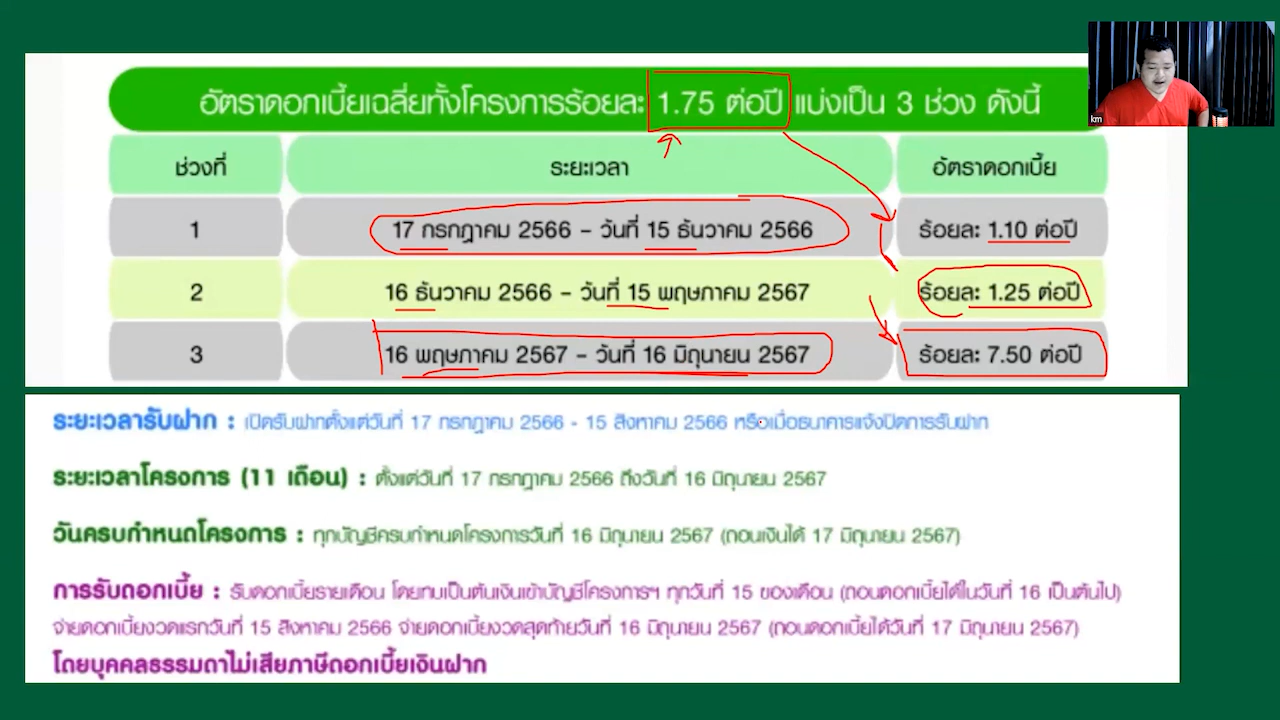 อัตราดอกเบี้ยเฉลี่ยทั้งโครงการร้อยละ 1.75 ต่อปี แบ่งเป็น 3 ช่วง ดังนี้
ช่วงที่ ระยะเวลา อัตราดอกเบี้ย
1 17 กรกฎาคม 2566 - วันที่ 15 ธันวาคม 2566 ร้อยละ 1.10 ต่อปี
2 16 ธันวาคม 2566 - วันที่ 15 พฤษภาคม 2567 ร้อยละ 1.25 ต่อปี
3 16 พฤษภาคม 2567 - วันที่ 16 มิถุนายน 2567 ร้อยละ 7.50 ต่อปี
ระยะเวลารับฝาก : เปิดรับฝากตั้งแต่วันที่ 17 กรกฎาคม 2566 - 15 สิงหาคม 2566 หรือเมื่อธนาคารแจ้งปิดการรับฝาก
ระยะเวลาโครงการ (11 เดือน) : ตั้งแต่วันที่ 17 กรกฎาคม 2566 ถึงวันที่ 16 มิถุนายน 2567
วันครบกำหนดโครงการ : ทุกบัญชีครบกำหนดโครงการวันที่ 16 มิถุนายน 2567 (ถอนเงินได้ 17 มิถุนายน 2567)
การรับดอกเบี้ย : รับดอกเบี้ยรายเดือน โดยทบเป็นต้นเงินเข้าบัญชีโครงการฯ ทุกวันที่ 15 ของเดือน (ถอนดอกเบี้ยได้ในวันที่ 16 เป็นต้นไป)
จ่ายดอกเบี้ยงวดแรกวันที่ 15 สิงหาคม 2566 จ่ายดอกเบี้ยงวดสุดท้ายวันที่ 16 มิถุนายน 2567 (ถอนดอกเบี้ยได้วันที่ 17 มิถุนายน 2567)
โดยบุคคลธรรมดาไม่เสียภาษีดอกเบี้ยเงินฝาก
km